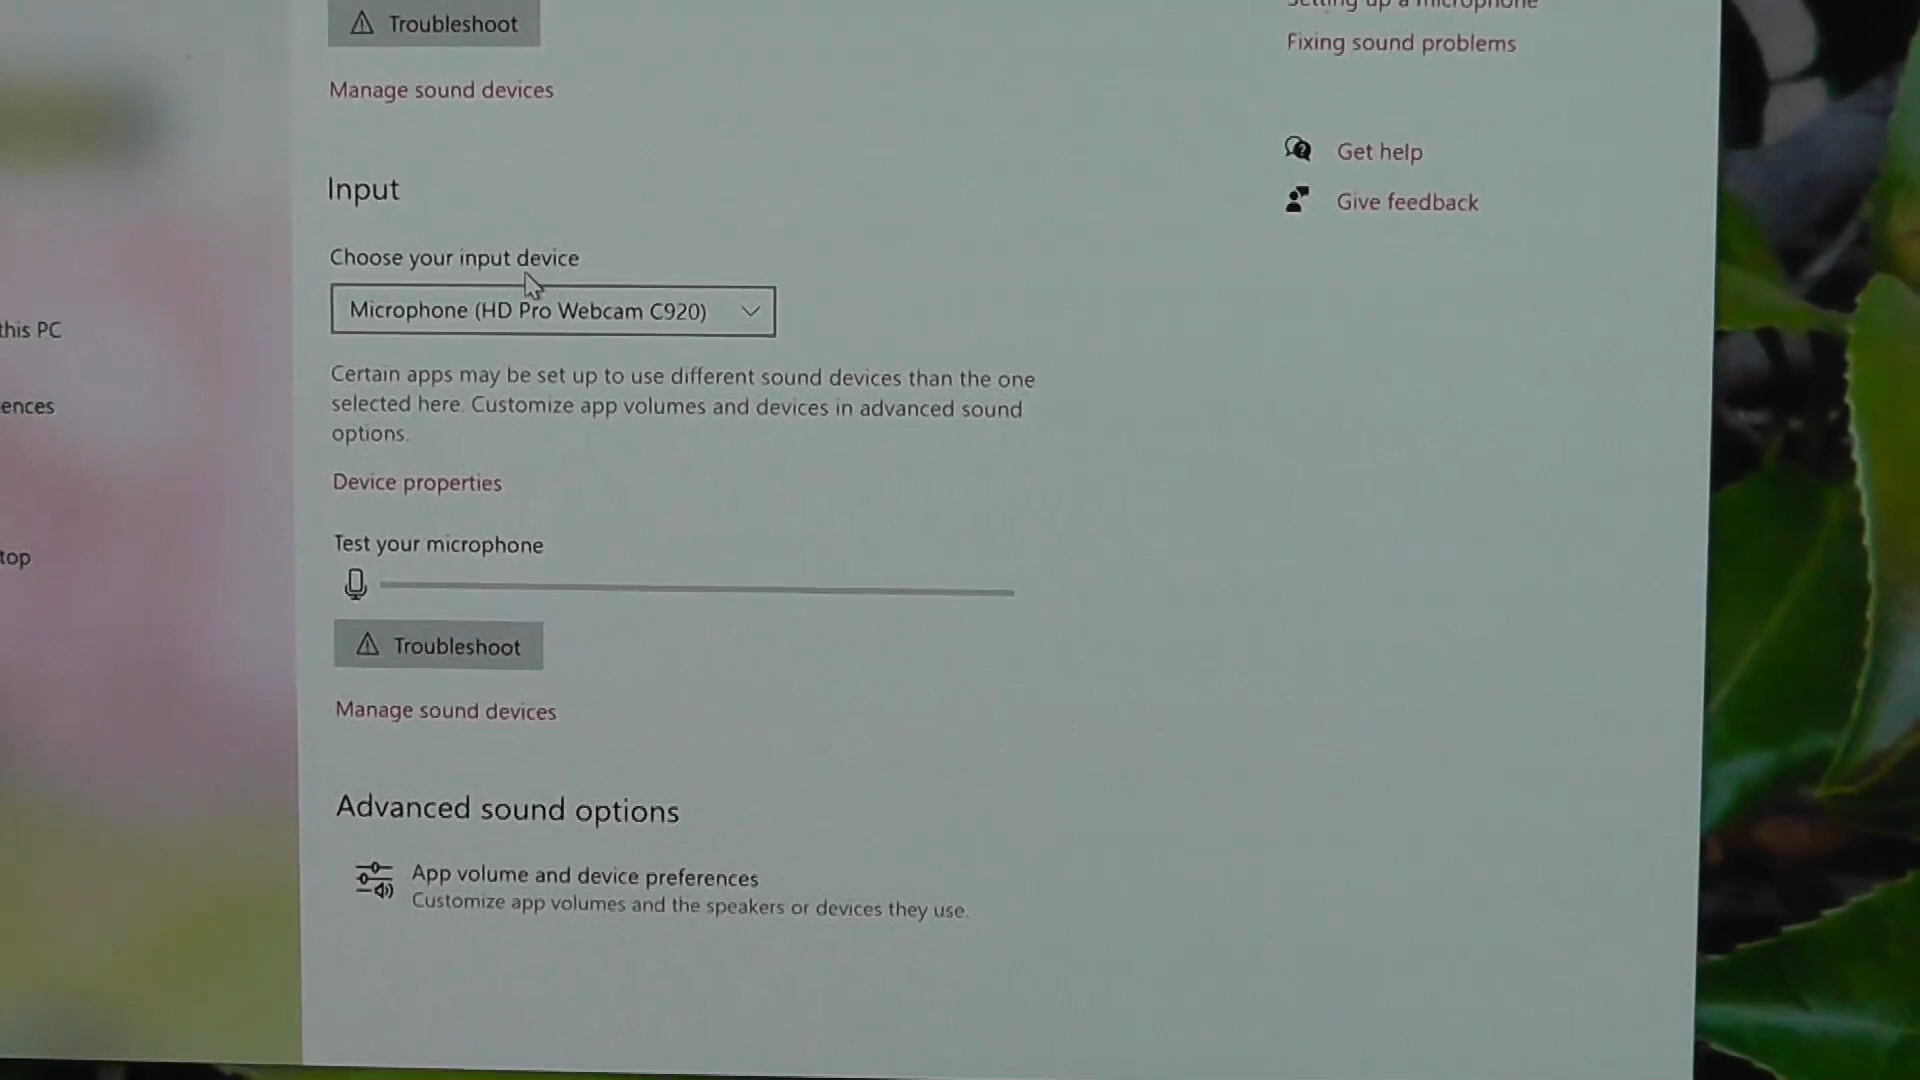 Troubleshoot
Manage sound devices
Input
Choose your input device
Microphone (HD Pro Webcam C920)
Certain apps may be set up to use different sound devices than the one
selected here. Customize app volumes and devices in advanced sound
options.
Device properties
Test your microphone
Troubleshoot
Manage sound devices
Advanced sound options
App volume and device preferences
Customize app volumes and the speakers or devices they use.
Setting up a microphone
Fixing sound problems
Get help
Give feedback
this PC
ences
top